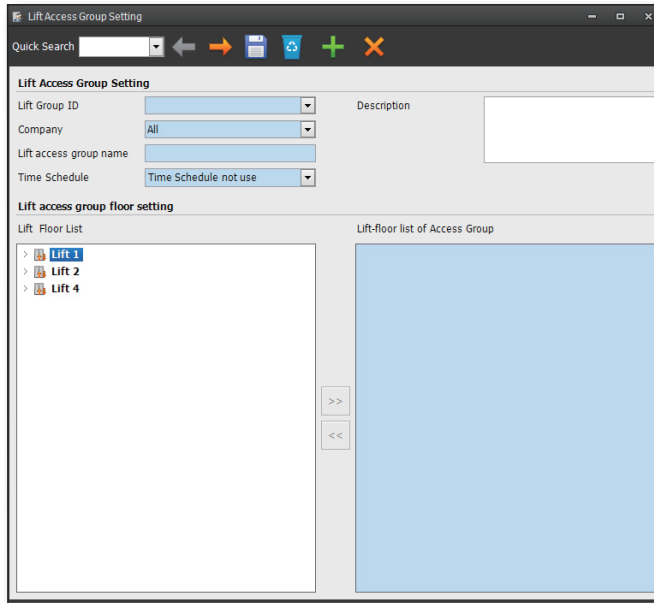 Lift Access Group Setting
Quick Search
Lift Access Group Setting
Lift Group ID
Description
Company
All
Lift access group name
Time Schedule
Time Schedule not use
Lift access group floor setting
Lift Floor List
Lift-floor list of Access Group
Lift 1
Lift 2
Lift 4
>>
<<